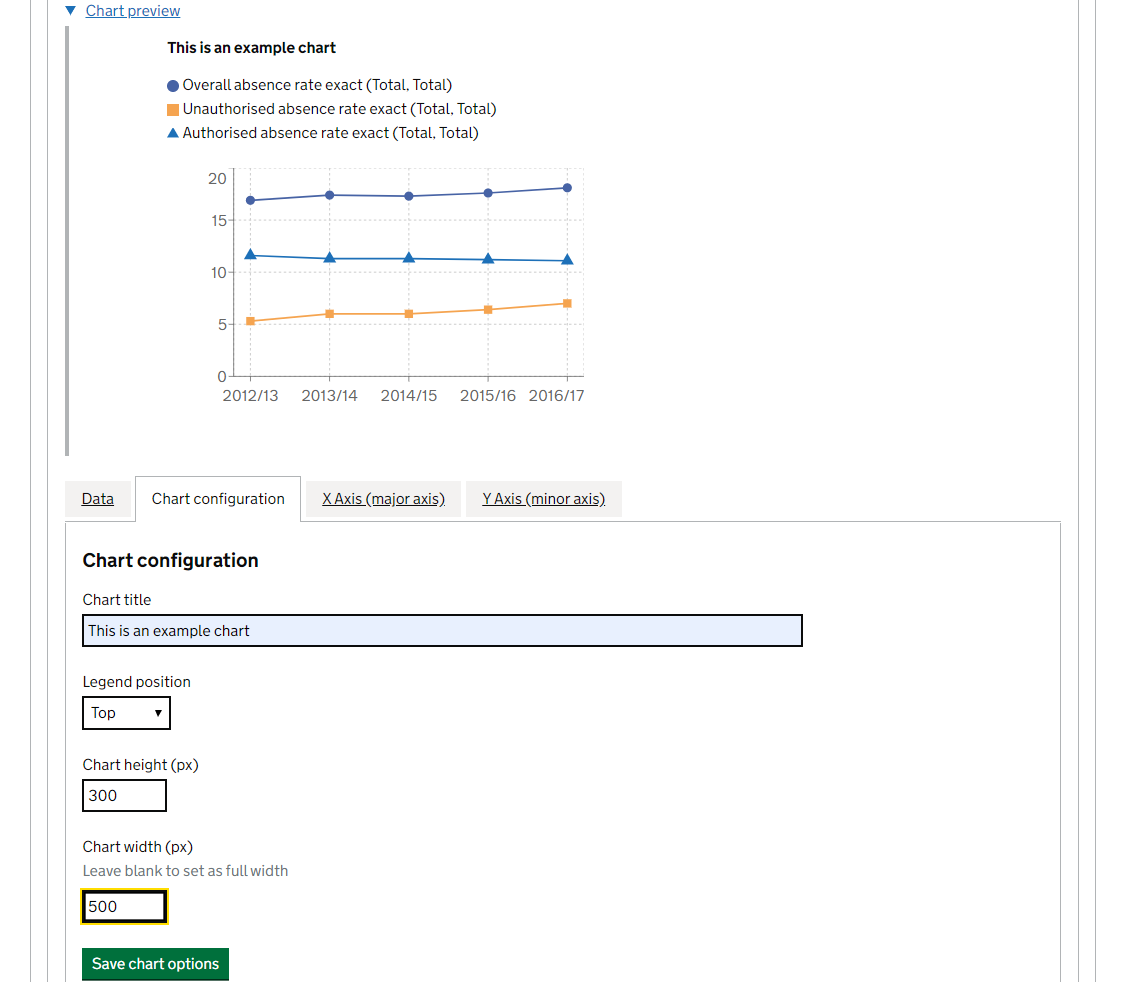 ▼ Chart preview
This is an example chart
Overall absence rate exact (Total, Total)
Unauthorised absence rate exact (Total, Total)
Authorised absence rate exact (Total, Total)
20
15
10
5
0
2012/13 2013/14 2014/15 2015/16 2016/17
Data Chart configuration X Axis (major axis) Y Axis (minor axis)
Chart configuration
Chart title
This is an example chart
Legend position
Top ▼
Chart height (px)
300
Chart width (px)
Leave blank to set as full width
500
Save chart options